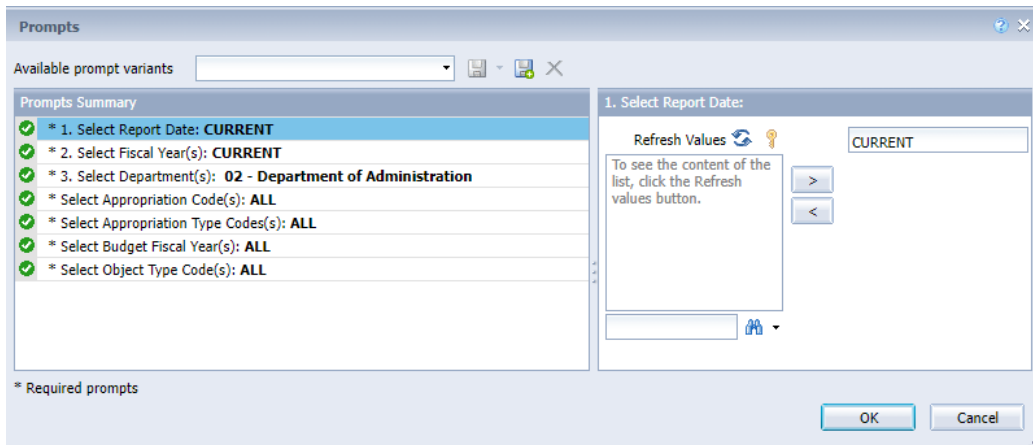 Prompts
Available prompt variants
Prompts Summary
* 1. Select Report Date: CURRENT
* 2. Select Fiscal Year(s): CURRENT
* 3. Select Department(s): 02 - Department of Administration
* Select Appropriation Code(s): ALL
* Select Appropriation Type Codes(s): ALL
* Select Budget Fiscal Year(s): ALL
* Select Object Type Code(s): ALL
1. Select Report Date:
Refresh Values
To see the content of the
list, click the Refresh
values button.
>
<
CURRENT
* Required prompts
OK
Cancel